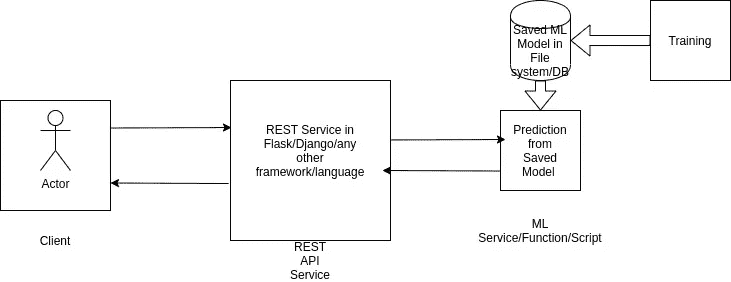 Saved ML
Model in
File
system/DB
Training
REST Service in
Flask/Django/any
other
framework/language
Prediction
from
Saved
Model
Actor
Client
REST
API
Service
ML
Service/Function/Script